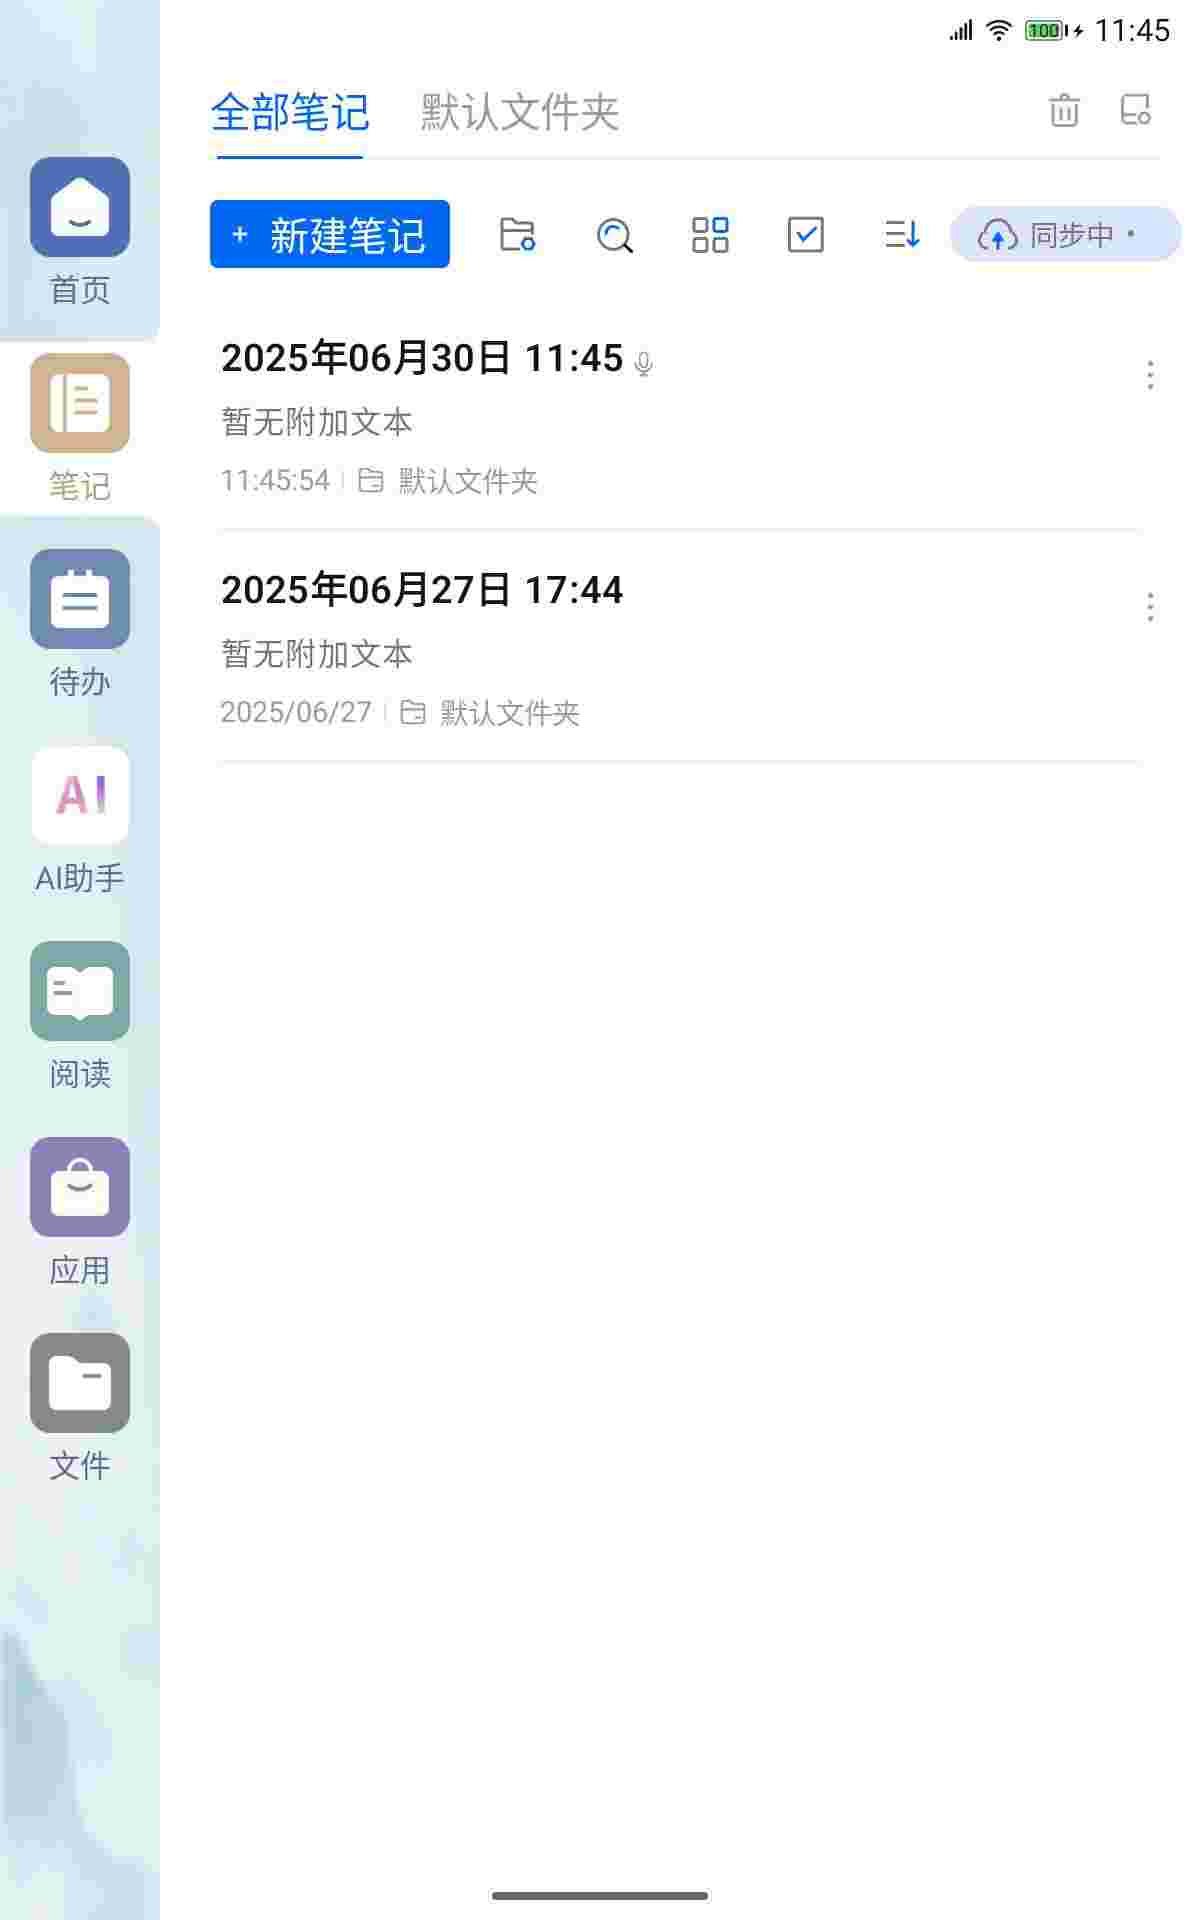 100 11:45
全部笔记 默认文件夹
+ 新建笔记 同步中 ·
首页
2025年06月30日 11:45
暂无附加文本
11:45:54 默认文件夹
笔记
2025年06月27日 17:44
暂无附加文本
2025/06/27 默认文件夹
待办
AI
AI助手
阅读
应用
文件